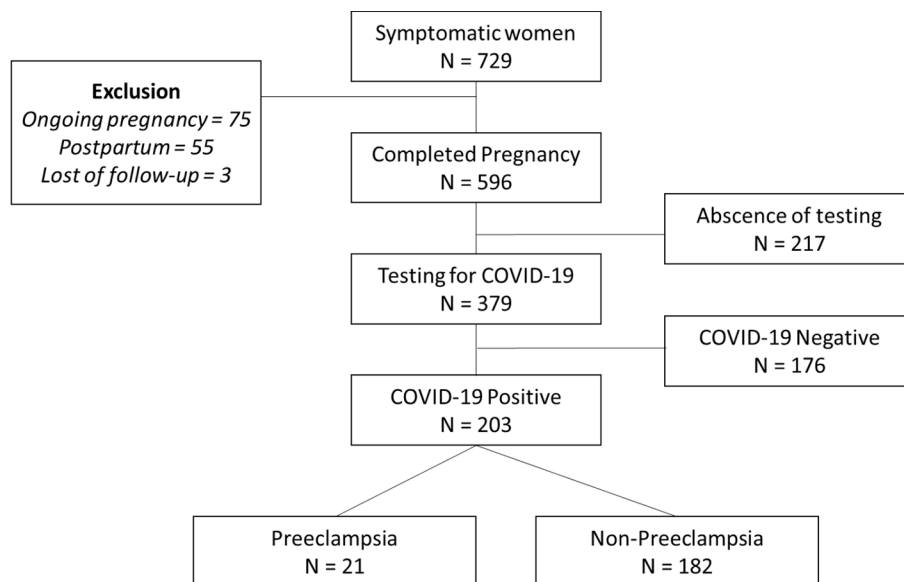 Symptomatic women
N = 729
Exclusion
Ongoing pregnancy = 75
Postpartum = 55
Lost of follow-up = 3
Completed Pregnancy
N = 596
Abscence of testing
N = 217
Testing for COVID-19
N = 379
COVID-19 Negative
N = 176
COVID-19 Positive
N = 203
Preeclampsia
N = 21
Non-Preeclampsia
N = 182